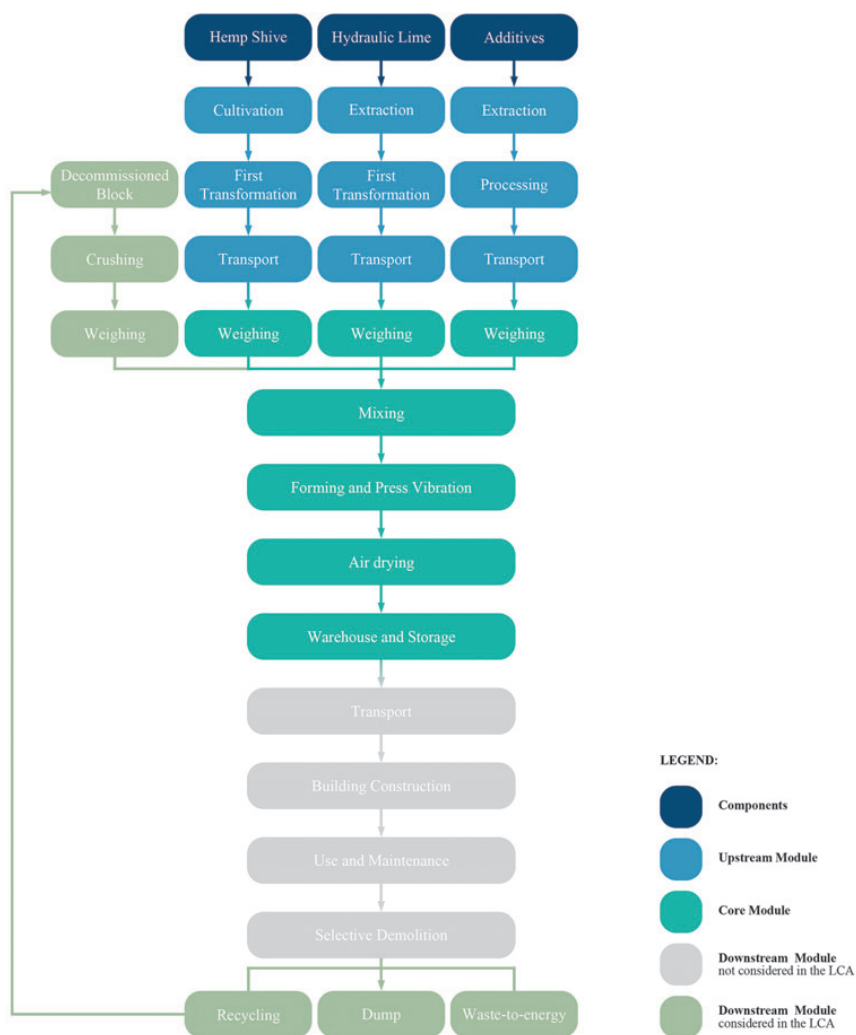 Hemp Shive
Hydraulic Lime
Additives
Cultivation
Extraction
Extraction
Decommissioned
Block
First
Transformation
First
Transformation
Processing
Crushing
Transport
Transport
Transport
Weighing
Weighing
Weighing
Weighing
Mixing
Forming and Press Vibration
Air drying
Warehouse and Storage
Transport
Building Construction
Use and Maintenance
Selective Demolition
Recycling
Dump
Waste-to-energy
LEGEND:
Components
Upstream Module
Core Module
Downstream Module
not considered in the LCA
Downstream Module
considered in the LCA